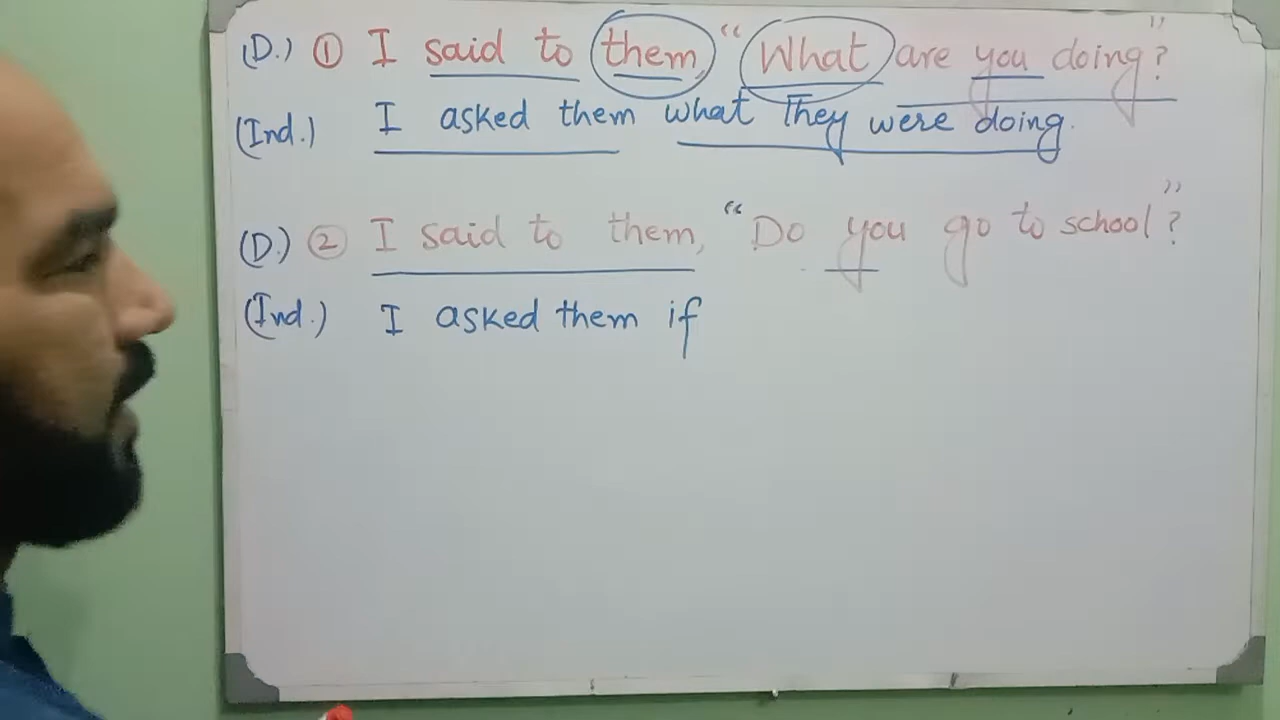 (D.) ① I said to them, "What are you doing"?
(Ind.) I asked them what They were doing.
(D.) ② I said to them, "Do you go to school"?
(Ind.) I asked them if